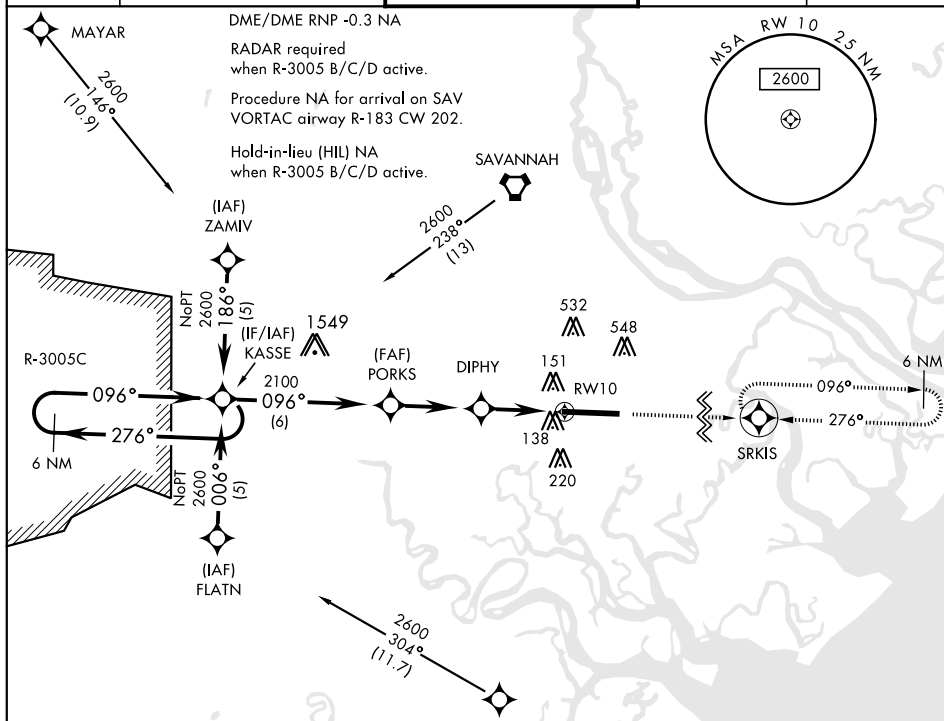 DME/DME RNP -0.3 NA
RADAR required
when R-3005 B/C/D active.
Procedure NA for arrival on SAV
VORTAC airway R-183 CW 202.
Hold-in-lieu (HIL) NA
when R-3005 B/C/D active.
MAYAR
2600
146°
(10.9)
MSA RW 10 25 NM
2600
SAVANNAH
2600
238°
(13)
(IAF)
ZAMIV
NoPT
2600
186°
(5)
(IF/IAF)
KASSE
1549
R-3005C
096°
276°
6 NM
2100
096°
(6)
(FAF)
PORKS
DIPHY
532
548
151
RW10
138
220
096°
6 NM
276°
SRKIS
NoPT
2600
006°
(5)
(IAF)
FLATN
2600
304°
(11.7)